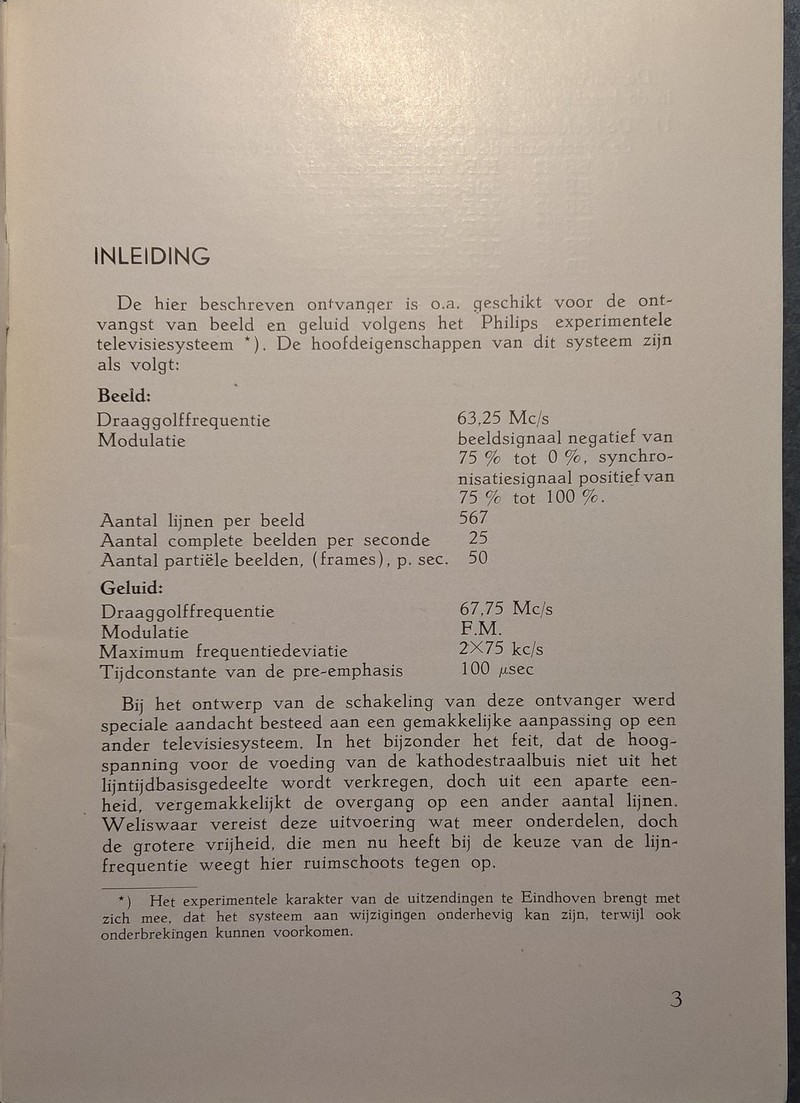 INLEIDING
De hier beschreven ontvanger is o.a. geschikt voor de ont-
vangst van beeld en geluid volgens het Philips experimentele
televisiesysteem *). De hoofdeigenschappen van dit systeem zijn
als volgt:
Beeld:
Draaggolffrequentie 63,25 Mc/s
Modulatie beeldsignaal negatief van
75 % tot 0 %, synchro-
nisatiesignaal positief van
75 % tot 100 %.
Aantal lijnen per beeld 567
Aantal complete beelden per seconde 25
Aantal partiële beelden, (frames), p. sec. 50
Geluid:
Draaggolffrequentie 67,75 Mc/s
Modulatie F.M.
Maximum frequentiedeviatie 2×75 kc/s
Tijdconstante van de pre-emphasis 100 μsec
Bij het ontwerp van de schakeling van deze ontvanger werd
speciale aandacht besteed aan een gemakkelijke aanpassing op een
ander televisiesysteem. In het bijzonder het feit, dat de hoog-
spanning voor de voeding van de kathodestraalbuis niet uit het
lijntijdbasisgedeelte wordt verkregen, doch uit een aparte een-
heid, vergemakkelijkt de overgang op een ander aantal lijnen.
Weliswaar vereist deze uitvoering wat meer onderdelen, doch
de grotere vrijheid, die men nu heeft bij de keuze van de lijn-
frequentie weegt hier ruimschoots tegen op.
*) Het experimentele karakter van de uitzendingen te Eindhoven brengt met
zich mee, dat het systeem aan wijzigingen onderhevig kan zijn, terwijl ook
onderbrekingen kunnen voorkomen.
3